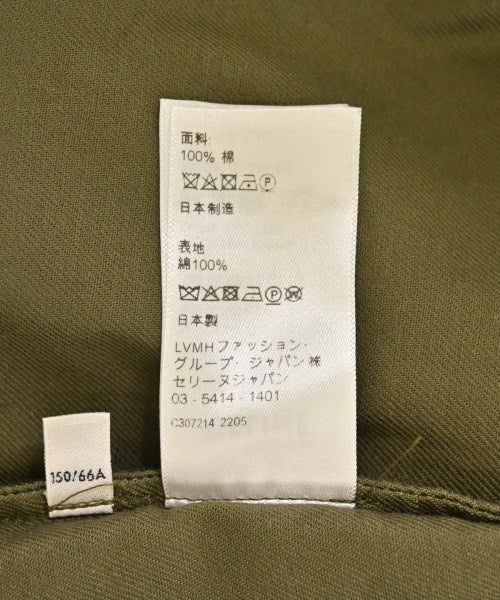 面料:
100% 棉
日本制造
表地
綿100%
日本製
LVMHファッション・
グループ・ジャパン㈱
セリーヌジャパン
03 - 5414 - 1401
C307214 2205
150/66A